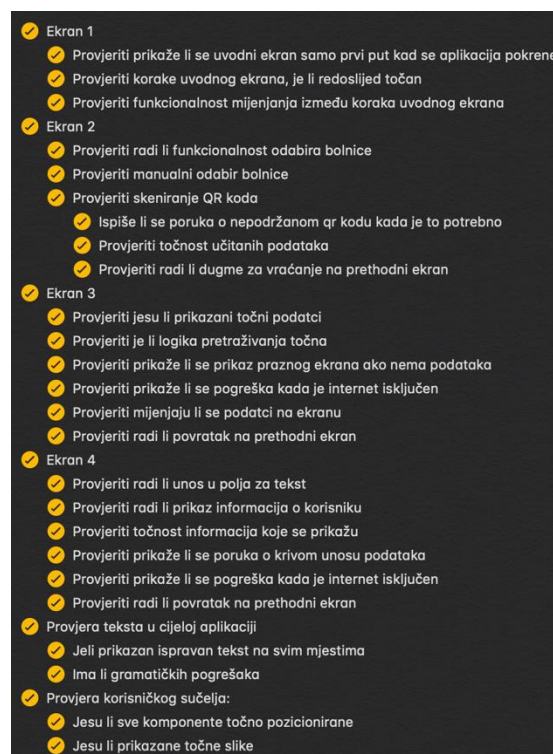 Ekran 1
Provjeriti prikaže li se uvodni ekran samo prvi put kad se aplikacija pokrene
Provjeriti korake uvodnog ekrana, je li redoslijed točan
Provjeriti funkcionalnost mijenjanja između koraka uvodnog ekrana
Ekran 2
Provjeriti radi li funkcionalnost odabira bolnice
Provjeriti manualni odabir bolnice
Provjeriti skeniranje QR koda
Ispiše li se poruka o nepodržanom qr kodu kada je to potrebno
Provjeriti točnost učitanih podataka
Provjeriti radi li dugme za vraćanje na prethodni ekran
Ekran 3
Provjeriti jesu li prikazani točni podatci
Provjeriti je li logika pretraživanja točna
Provjeriti prikaže li se prikaz praznog ekrana ako nema podataka
Provjeriti prikaže li se pogreška kada je internet isključen
Provjeriti mijenjaju li se podatci na ekranu
Provjeriti radi li povratak na prethodni ekran
Ekran 4
Provjeriti radi li unos u polja za tekst
Provjeriti radi li prikaz informacija o korisniku
Provjeriti točnost informacija koje se prikažu
Provjeriti prikaže li se poruka o krivom unosu podataka
Provjeriti prikaže li se pogreška kada je internet isključen
Provjeriti radi li povratak na prethodni ekran
Provjera teksta u cijeloj aplikaciji
Jeli prikazan ispravan tekst na svim mjestima
Ima li gramatičkih pogrešaka
Provjera korisničkog sučelja:
Jesu li sve komponente točno pozicionirane
Jesu li prikazane točne slike